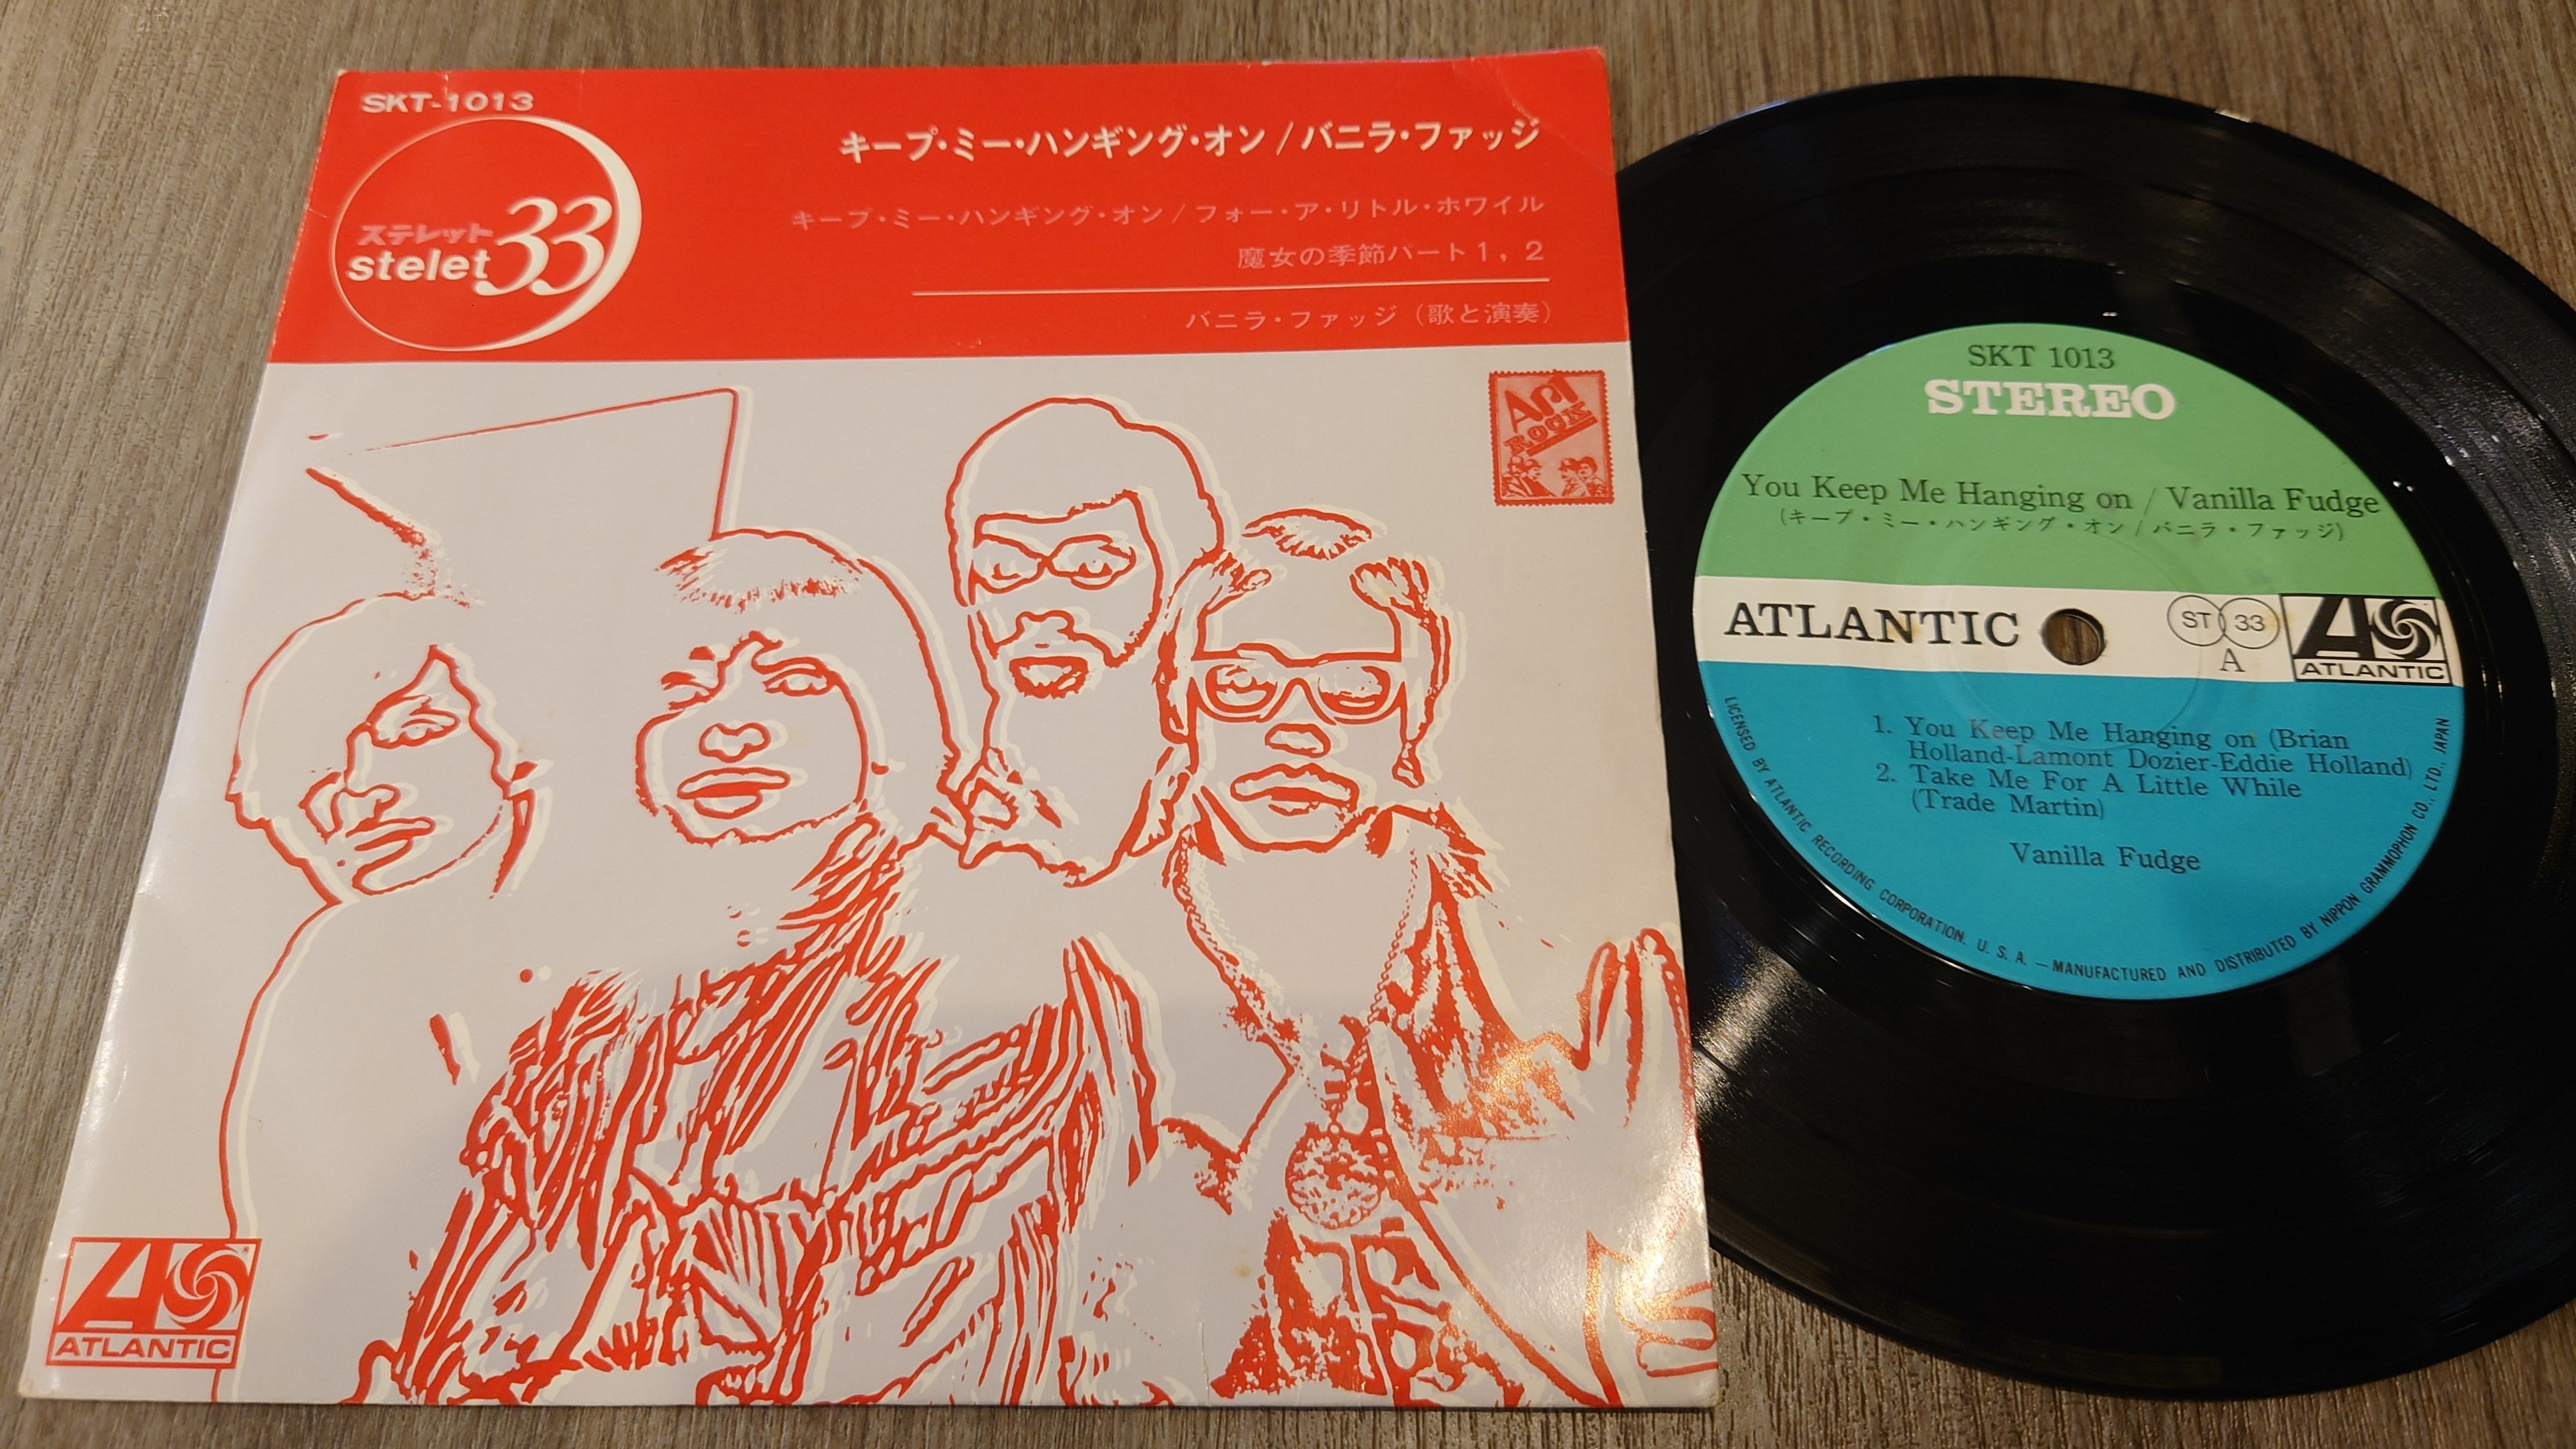 SKT-1013
キープ・ミー・ハンギング・オン / バニラ・ファッジ
キープ・ミー・ハンギング・オン / フォー・ア・リトル・ホワイル
ステレット
stelet 33
魔女の季節パート1, 2
バニラ・ファッジ (歌と演奏)
Art
Rock
ATLANTIC
SKT 1013
STEREO
You Keep Me Hanging on / Vanilla Fudge
(キープ・ミー・ハンギング・オン / バニラ・ファッジ)
ATLANTIC
ST 33
A
ATLANTIC
1. You Keep Me Hanging on (Brian
Holland-Lamont Dozier-Eddie Holland)
2. Take Me For A Little While
(Trade Martin)
Vanilla Fudge
LICENSED BY ATLANTIC RECORDING CORPORATION. U. S. A. — MANUFACTURED AND DISTRIBUTED BY NIPPON GRAMMOPHON CO., LTD., JAPAN